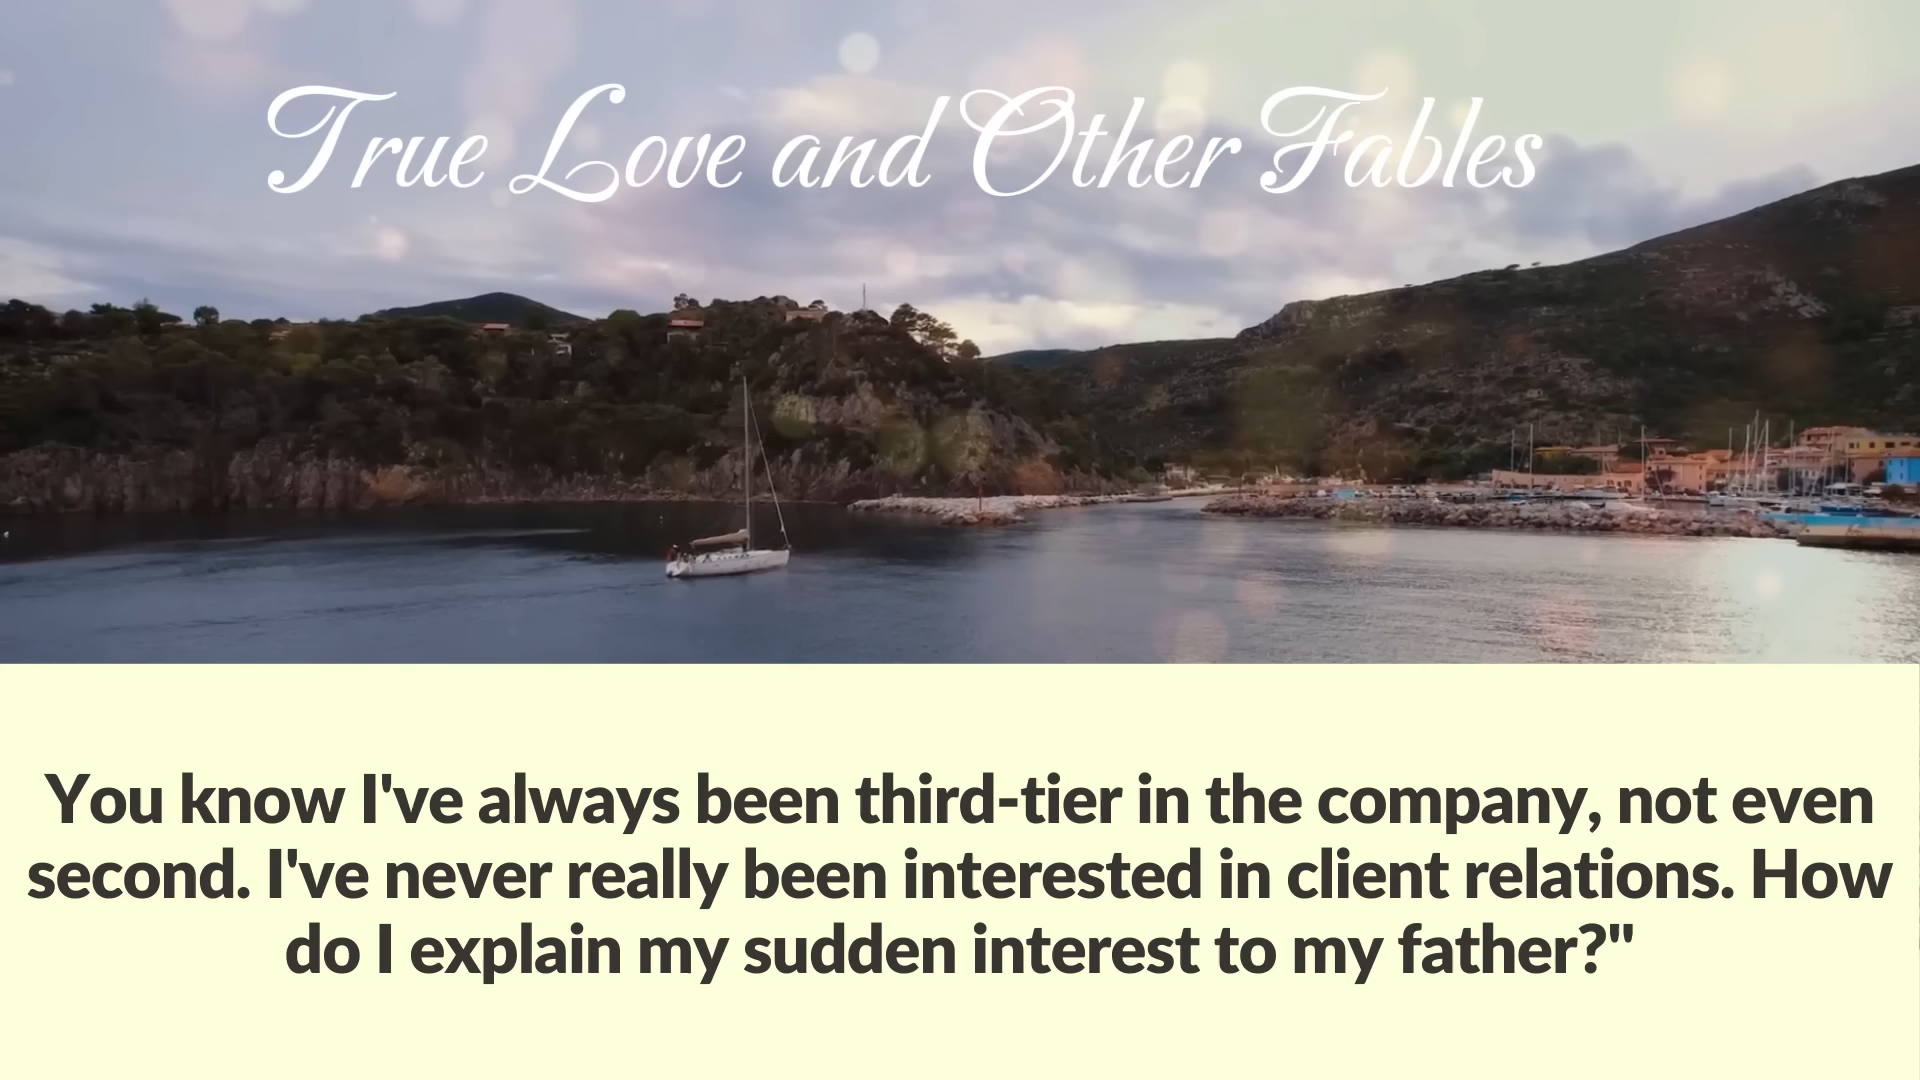 True Love and Other Fables
You know I've always been third-tier in the company, not even
second. I've never really been interested in client relations. How
do I explain my sudden interest to my father?"